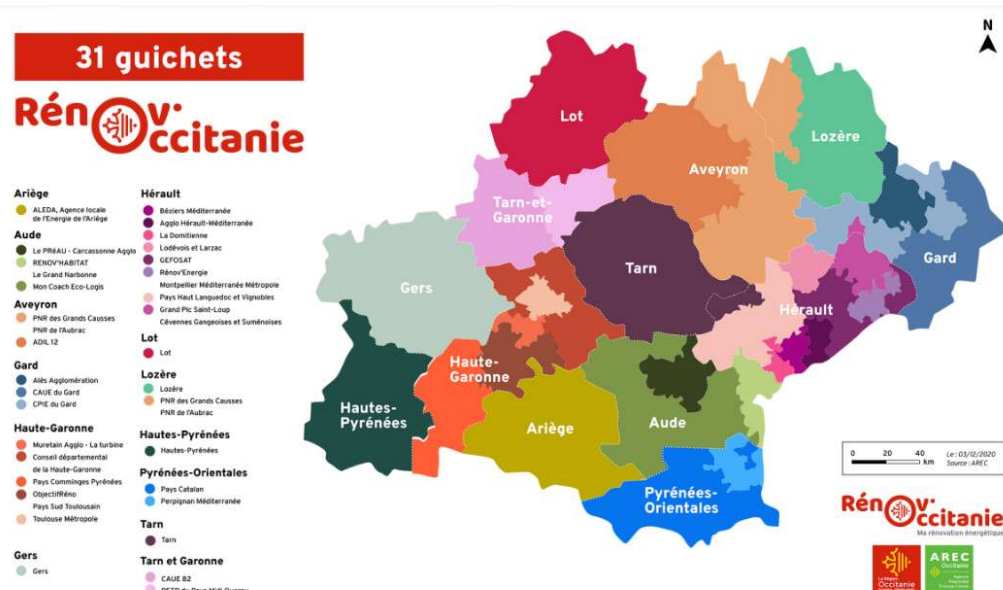 31 guichets
Rénov'Occitanie
Ariège
ALEDA, Agence locale
de l'Energie de l'Ariège
Aude
Le PRéAU - Carcassonne Agglo
RENOV'HABITAT
Le Grand Narbonne
Mon Coach Eco-Logis
Aveyron
PNR des Grands Causses
PNR de l'Aubrac
ADIL 12
Gard
Alès Agglomération
CAUE du Gard
CPIE du Gard
Haute-Garonne
Muretain Agglo - La turbine
Conseil départemental
de la Haute-Garonne
Pays Comminges Pyrénées
ObjectifRéno
Pays Sud Toulousain
Toulouse Métropole
Gers
Gers
Hérault
Béziers Méditerranée
Agglo Hérault-Méditerranée
La Domitienne
Lodévois et Larzac
GEFOSAT
Rénov'Energie
Montpellier Méditerranée Métropole
Pays Haut Languedoc et Vignobles
Grand Pic Saint-Loup
Cévennes Gangeoises et Suménoises
Lot
Lot
Lozère
Lozère
PNR des Grands Causses
PNR de l'Aubrac
Hautes-Pyrénées
Hautes-Pyrénées
Pyrénées-Orientales
Pays Catalan
Perpignan Méditerranée
Tarn
Tarn
Tarn et Garonne
CAUE 82
N
Lot
Lozère
Aveyron
Tarn-et-
Garonne
Gard
Tarn
Gers
Hérault
Haute-
Garonne
Hautes-
Pyrénées
Ariège
Aude
Pyrénées-
Orientales
0 20 40 km
Le : 03/12/2020
Source : AREC
Rénov'Occitanie
Ma rénovation énergétique
La Région
Occitanie
AREC
Occitanie